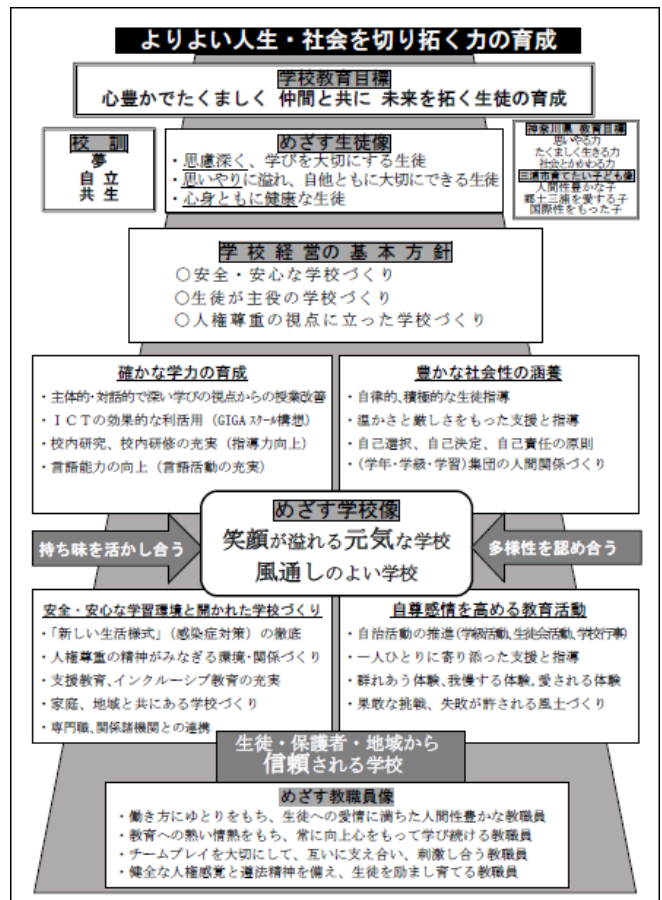 よりよい人生・社会を切り拓く力の育成
学校教育目標
心豊かでたくましく 仲間と共に 未来を拓く生徒の育成
校 訓
夢
自 立
共 生
めざす生徒像
・思慮深く、学びを大切にする生徒
・思いやりに溢れ、自他ともに大切にできる生徒
・心身ともに健康な生徒
神奈川県 教育目標
思いやる力
たくましく生きる力
社会とかかわる力
三浦市育てたい子ども像
人間性豊かな子
郷土三浦を愛する子
国際性をもった子
学 校 経 営 の 基 本 方 針
○安全・安心な学校づくり
○生徒が主役の学校づくり
○人権尊重の視点に立った学校づくり
確かな学力の育成
・主体的・対話的で深い学びの視点からの授業改善
・ＩＣＴの効果的な利活用（GIGAスクール構想）
・校内研究、校内研修の充実（指導力向上）
・言語能力の向上（言語活動の充実）
豊かな社会性の涵養
・自律的、積極的な生徒指導
・温かさと厳しさをもった支援と指導
・自己選択、自己決定、自己責任の原則
・（学年・学級・学習）集団の人間関係づくり
持ち味を活かし合う
めざす学校像
笑顔が溢れる元気な学校
風通しのよい学校
多様性を認め合う
安全・安心な学習環境と開かれた学校づくり
・「新しい生活様式」（感染症対策）の徹底
・人権尊重の精神がみなぎる環境・関係づくり
・支援教育、インクルーシブ教育の充実
・家庭、地域と共にある学校づくり
・専門職、関係諸機関との連携
自尊感情を高める教育活動
・自治活動の推進（学級活動、生徒会活動、学校行事）
・一人ひとりに寄り添った支援と指導
・群れあう体験、我慢する体験、愛される体験
・果敢な挑戦、失敗が許される風土づくり
生徒・保護者・地域から
信頼される学校
めざす教職員像
・働き方にゆとりをもち、生徒への愛情に満ちた人間性豊かな教職員
・教育への熱い情熱をもち、常に向上心をもって学び続ける教職員
・チームプレイを大切にして、互いに支え合い、刺激し合う教職員
・健全な人権感覚と遵法精神を備え、生徒を励まし育てる教職員